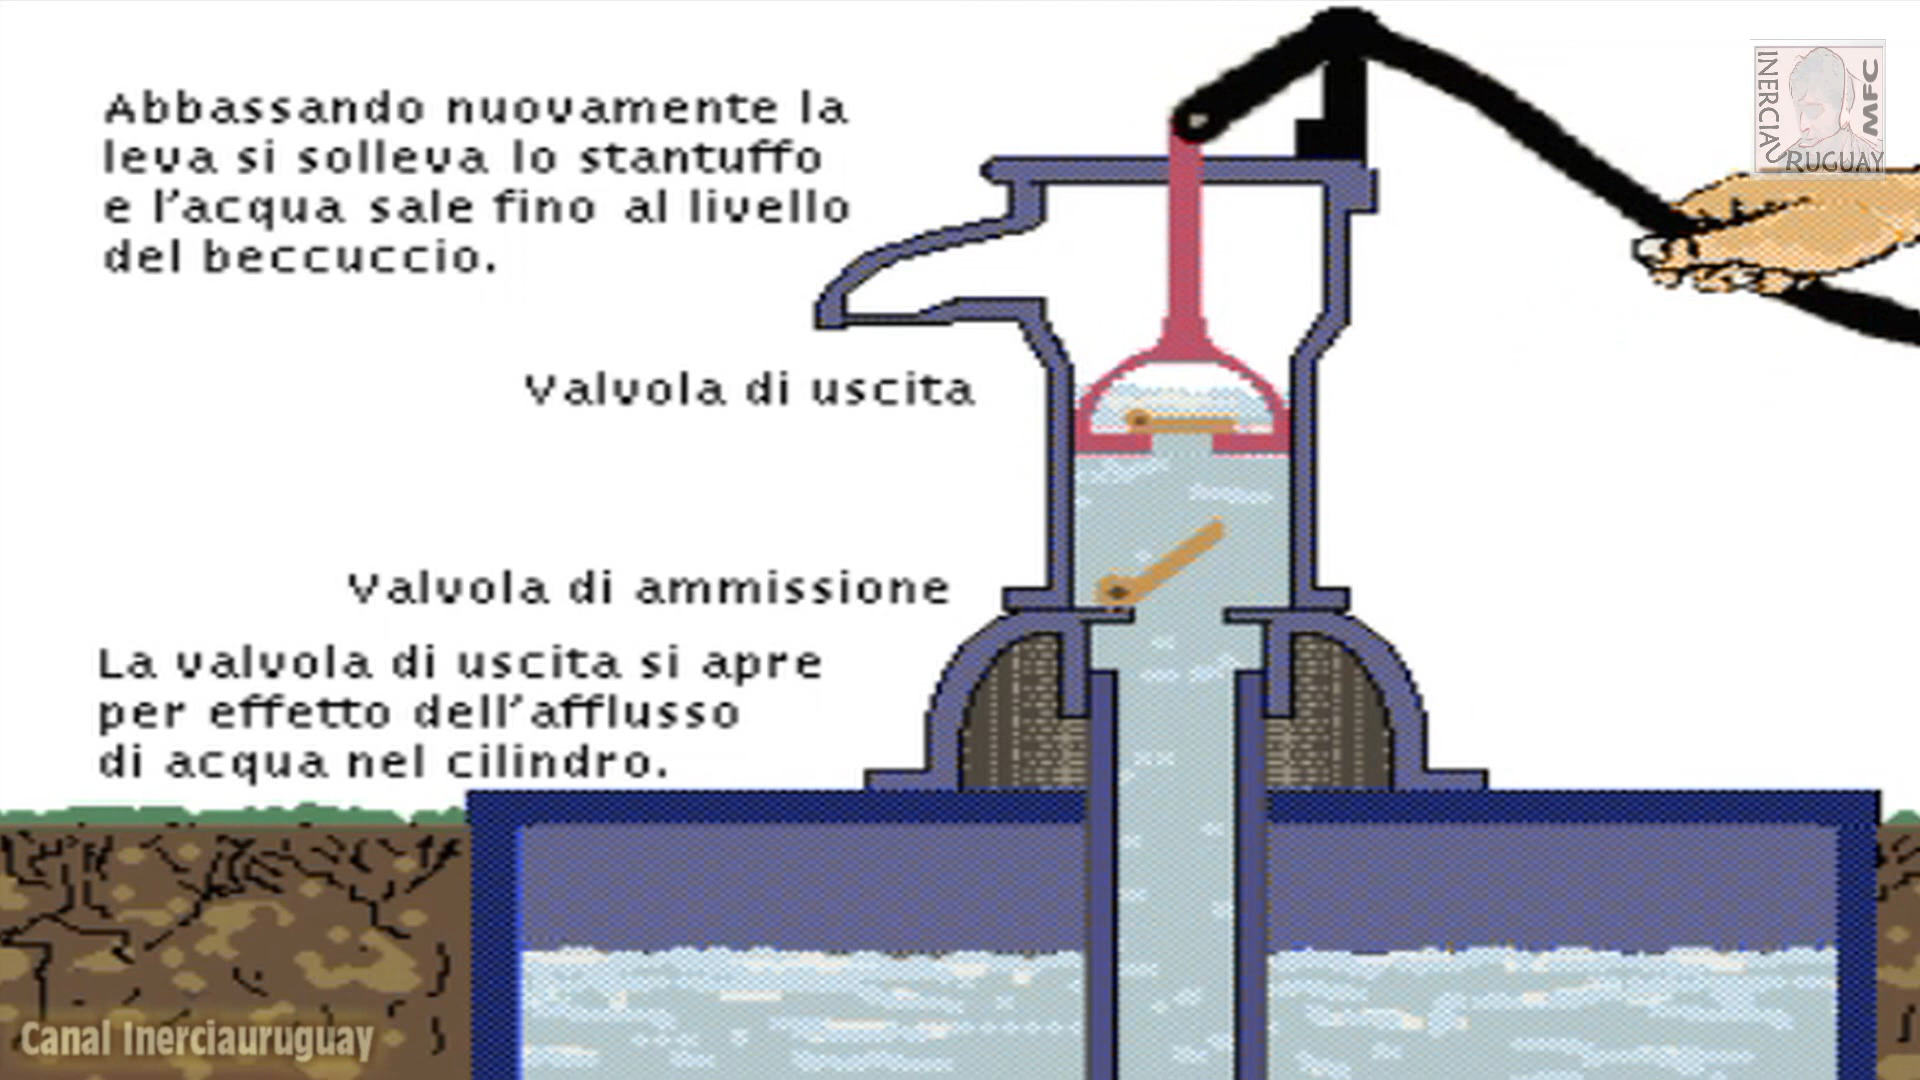 Abbassando nuovamente la
leva si solleva lo stantuffo
e l'acqua sale fino al livello
del beccuccio.
Valvola di uscita
Valvola di ammissione
La valvola di uscita si apre
per effetto dell'afflusso
di acqua nel cilindro.
INERCIAU
RUGUAY
MFC
Canal Inerciauruguay